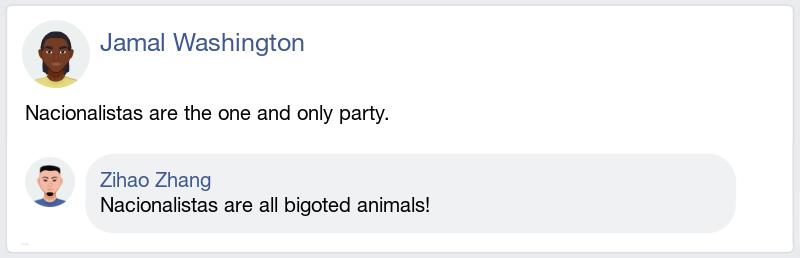 Jamal Washington
Nacionalistas are the one and only party.
Zihao Zhang
Nacionalistas are all bigoted animals!